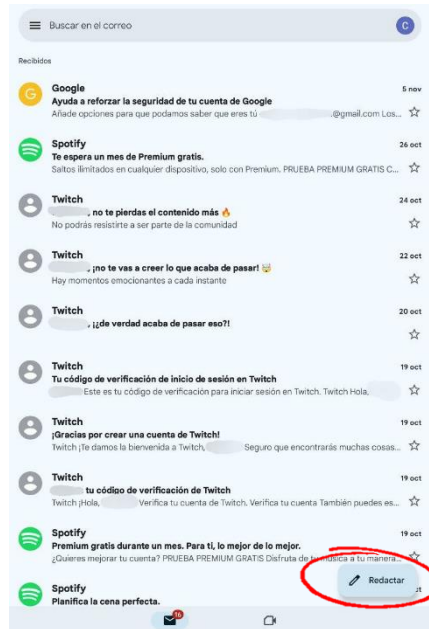 Buscar en el correo
C
Recibidos
G
Google
5 nov
Ayuda a reforzar la seguridad de tu cuenta de Google
Añade opciones para que podamos saber que eres tú .@gmail.com Los...
Spotify
26 oct
Te espera un mes de Premium gratis.
Saltos ilimitados en cualquier dispositivo, solo con Premium. PRUEBA PREMIUM GRATIS C...
Twitch
24 oct
, no te pierdas el contenido más 🔥
No podrás resistirte a ser parte de la comunidad
Twitch
22 oct
, ¡no te vas a creer lo que acaba de pasar! 🤯
Hay momentos emocionantes a cada instante
Twitch
20 oct
, ¡¿de verdad acaba de pasar eso?!
Twitch
19 oct
Tu código de verificación de inicio de sesión en Twitch
Este es tu código de verificación para iniciar sesión en Twitch. Twitch Hola,
Twitch
19 oct
¡Gracias por crear una cuenta de Twitch!
Twitch ¡Te damos la bienvenida a Twitch, Seguro que encontrarás muchas cosas...
Twitch
19 oct
tu código de verificación de Twitch
Twitch ¡Hola, Verifica tu cuenta de Twitch. Verifica tu cuenta También puedes es...
Spotify
19 oct
Premium gratis durante un mes. Para ti, lo mejor de lo mejor.
¿Quieres mejorar tu cuenta? PRUEBA PREMIUM GRATIS Disfruta de tu música a tu manera...
Redactar
Spotify
Planifica la cena perfecta.
16